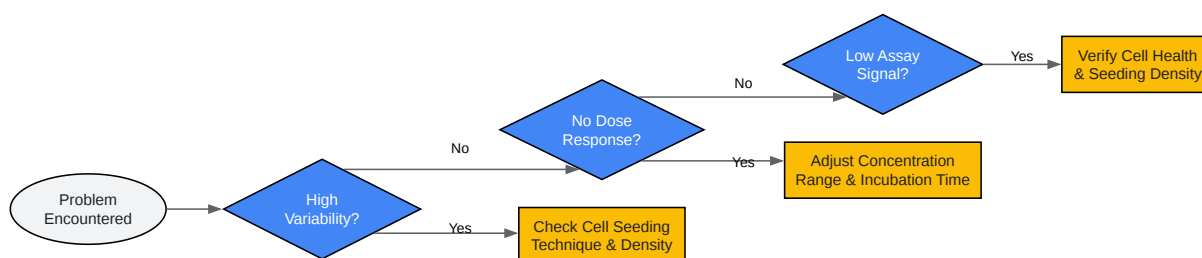 Problem
Encountered
High
Variability?
Yes
Check Cell Seeding
Technique & Density
No
No Dose
Response?
Yes
Adjust Concentration
Range & Incubation Time
No
Low Assay
Signal?
Yes
Verify Cell Health
& Seeding Density